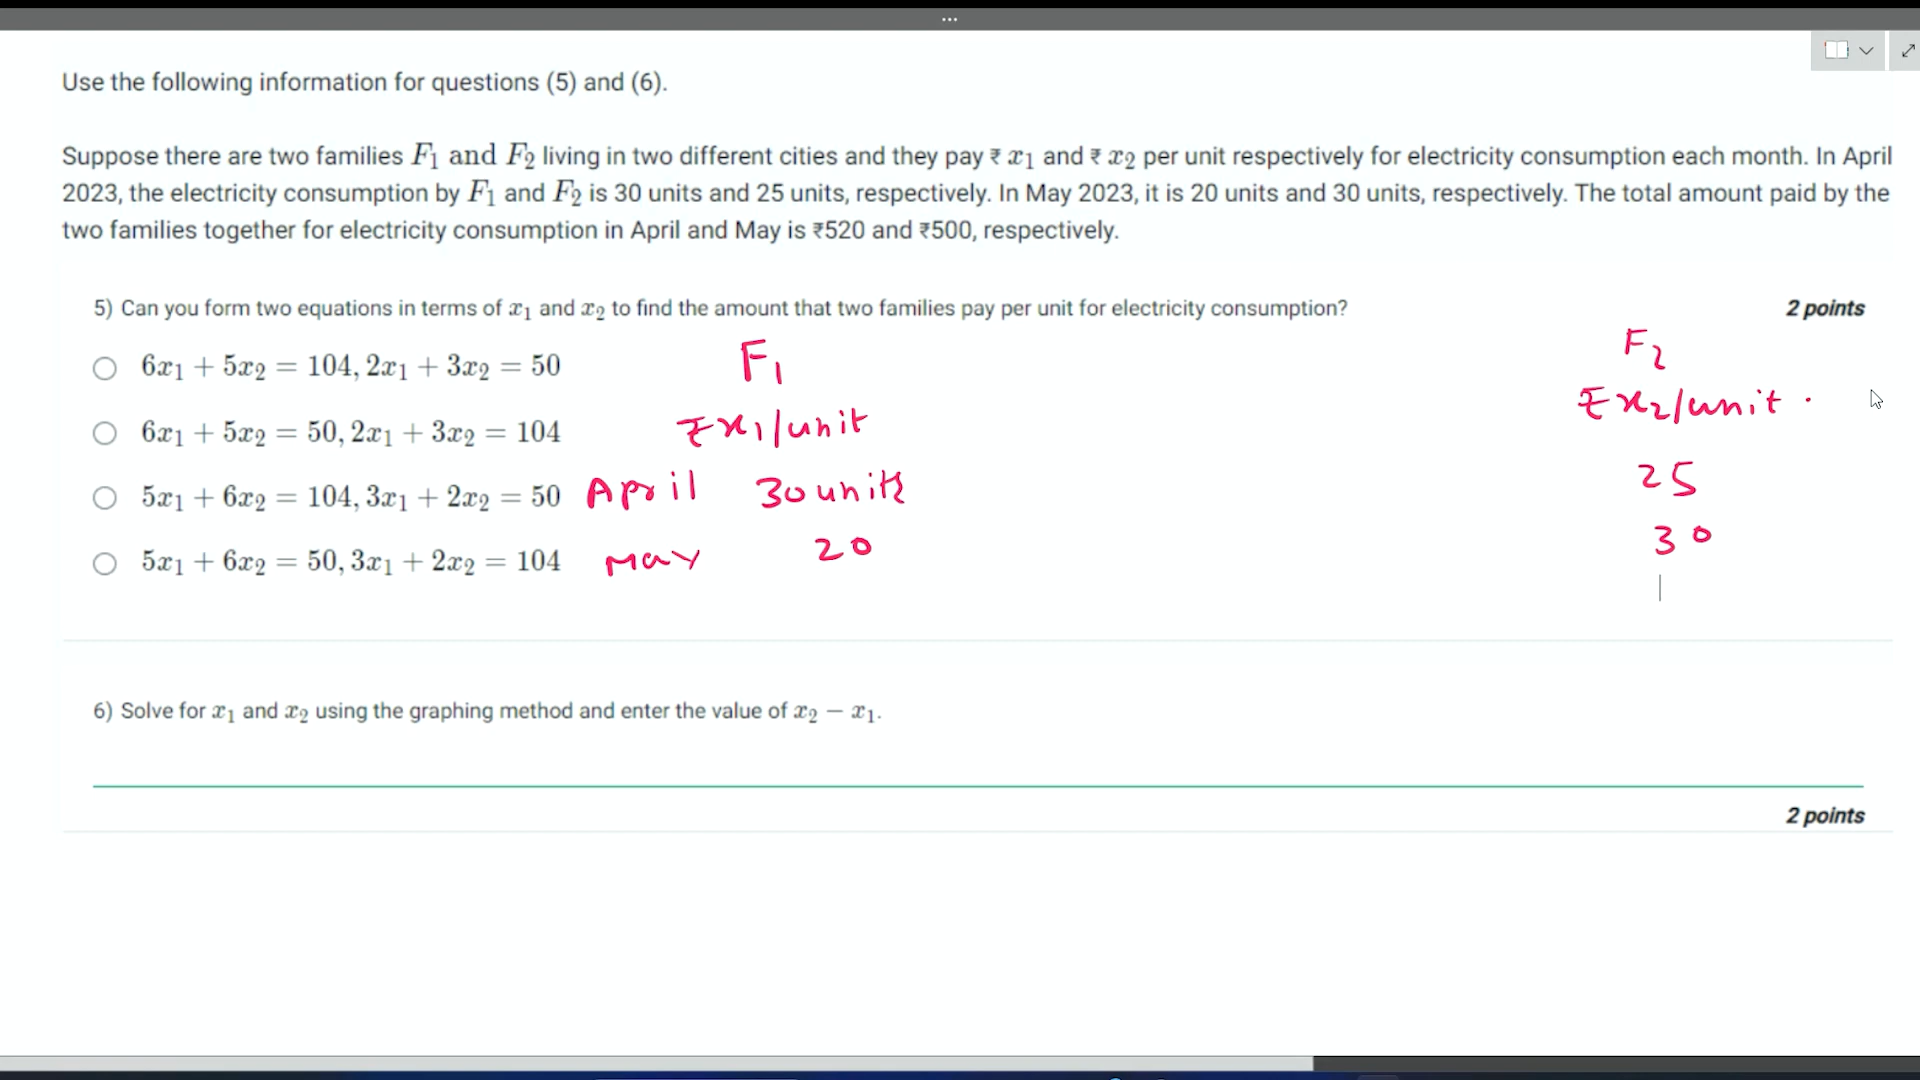 ...
Use the following information for questions (5) and (6).
Suppose there are two families F₁ and F₂ living in two different cities and they pay ₹ x₁ and ₹ x₂ per unit respectively for electricity consumption each month. In April
2023, the electricity consumption by F₁ and F₂ is 30 units and 25 units, respectively. In May 2023, it is 20 units and 30 units, respectively. The total amount paid by the
two families together for electricity consumption in April and May is ₹520 and ₹500, respectively.
5) Can you form two equations in terms of x₁ and x₂ to find the amount that two families pay per unit for electricity consumption? 2 points
6x₁ + 5x₂ = 104, 2x₁ + 3x₂ = 50
6x₁ + 5x₂ = 50, 2x₁ + 3x₂ = 104
5x₁ + 6x₂ = 104, 3x₁ + 2x₂ = 50
5x₁ + 6x₂ = 50, 3x₁ + 2x₂ = 104
F₁ F₂
₹x₁/unit ₹x₂/unit .
April 30 units 25
May 20 30
6) Solve for x₁ and x₂ using the graphing method and enter the value of x₂ − x₁.
2 points